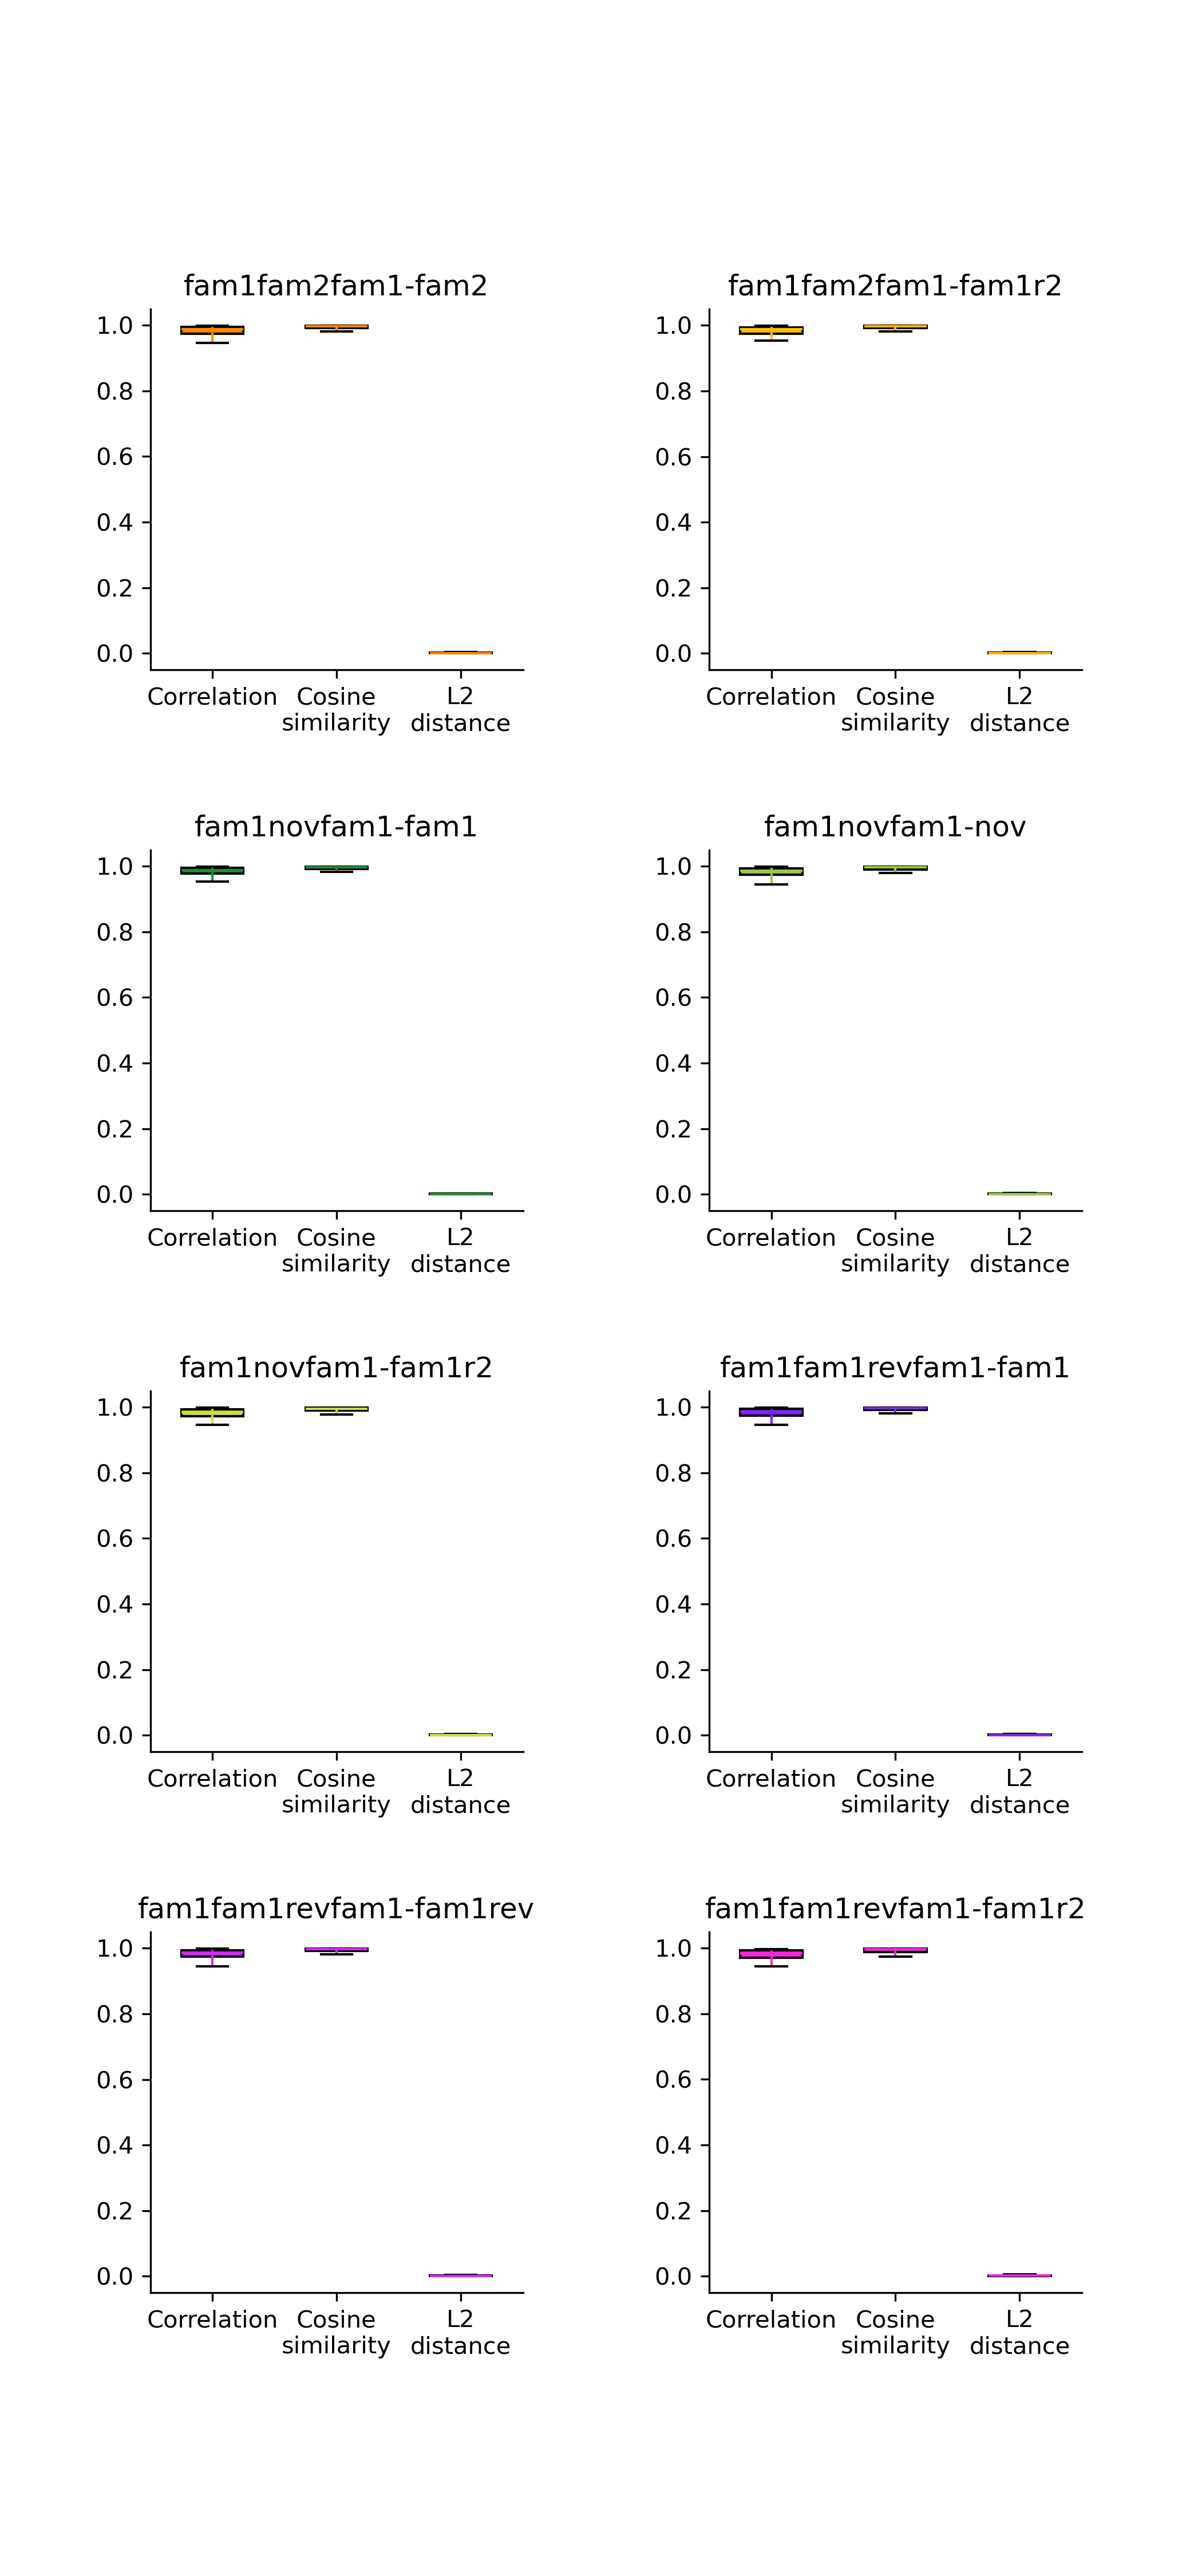 fam1fam2fam1-fam2
1.0
0.8
0.6
0.4
0.2
0.0
Correlation
Cosine
similarity
L2
distance
fam1fam2fam1-fam1r2
1.0
0.8
0.6
0.4
0.2
0.0
Correlation
Cosine
similarity
L2
distance
fam1novfam1-fam1
1.0
0.8
0.6
0.4
0.2
0.0
Correlation
Cosine
similarity
L2
distance
fam1novfam1-nov
1.0
0.8
0.6
0.4
0.2
0.0
Correlation
Cosine
similarity
L2
distance
fam1novfam1-fam1r2
1.0
0.8
0.6
0.4
0.2
0.0
Correlation
Cosine
similarity
L2
distance
fam1fam1revfam1-fam1
1.0
0.8
0.6
0.4
0.2
0.0
Correlation
Cosine
similarity
L2
distance
fam1fam1revfam1-fam1rev
1.0
0.8
0.6
0.4
0.2
0.0
Correlation
Cosine
similarity
L2
distance
fam1fam1revfam1-fam1r2
1.0
0.8
0.6
0.4
0.2
0.0
Correlation
Cosine
similarity
L2
distance